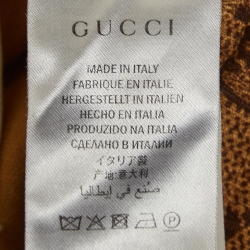 GUCCI
MADE IN ITALY
FABRIQUE EN ITALIE
HERGESTELLT IN ITALIEN
HECHO EN ITALIA
PRODUZIDO NA ITALIA
СДЕЛАНО В ИТАЛИИ
イタリア製
产地:意大利
صُنع في إيطاليا
P